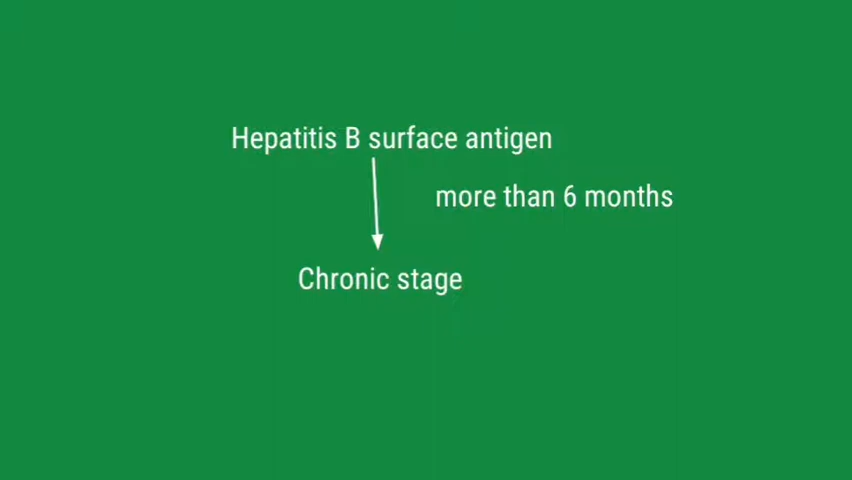 Hepatitis B surface antigen
more than 6 months
Chronic stage